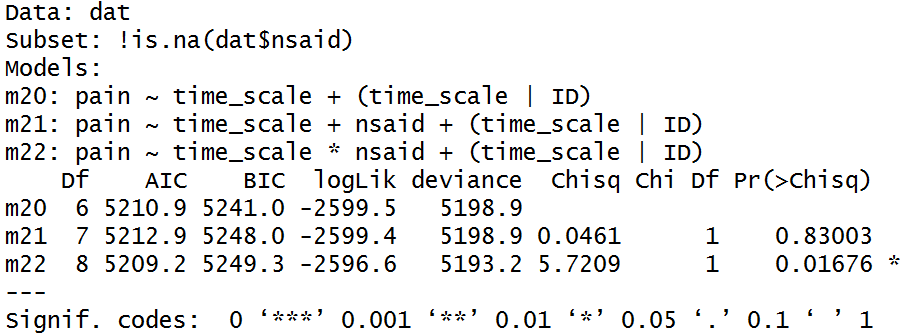 Data: dat
Subset: !is.na(dat$nsaid)
Models:
m20: pain ~ time_scale + (time_scale | ID)
m21: pain ~ time_scale + nsaid + (time_scale | ID)
m22: pain ~ time_scale * nsaid + (time_scale | ID)
    Df    AIC    BIC  logLik deviance  Chisq Chi Df Pr(>Chisq)
m20  6 5210.9 5241.0 -2599.5   5198.9
m21  7 5212.9 5248.0 -2599.4   5198.9 0.0461      1    0.83003
m22  8 5209.2 5249.3 -2596.6   5193.2 5.7209      1    0.01676 *
---
Signif. codes:  0 ‘***’ 0.001 ‘**’ 0.01 ‘*’ 0.05 ‘.’ 0.1 ‘ ’ 1